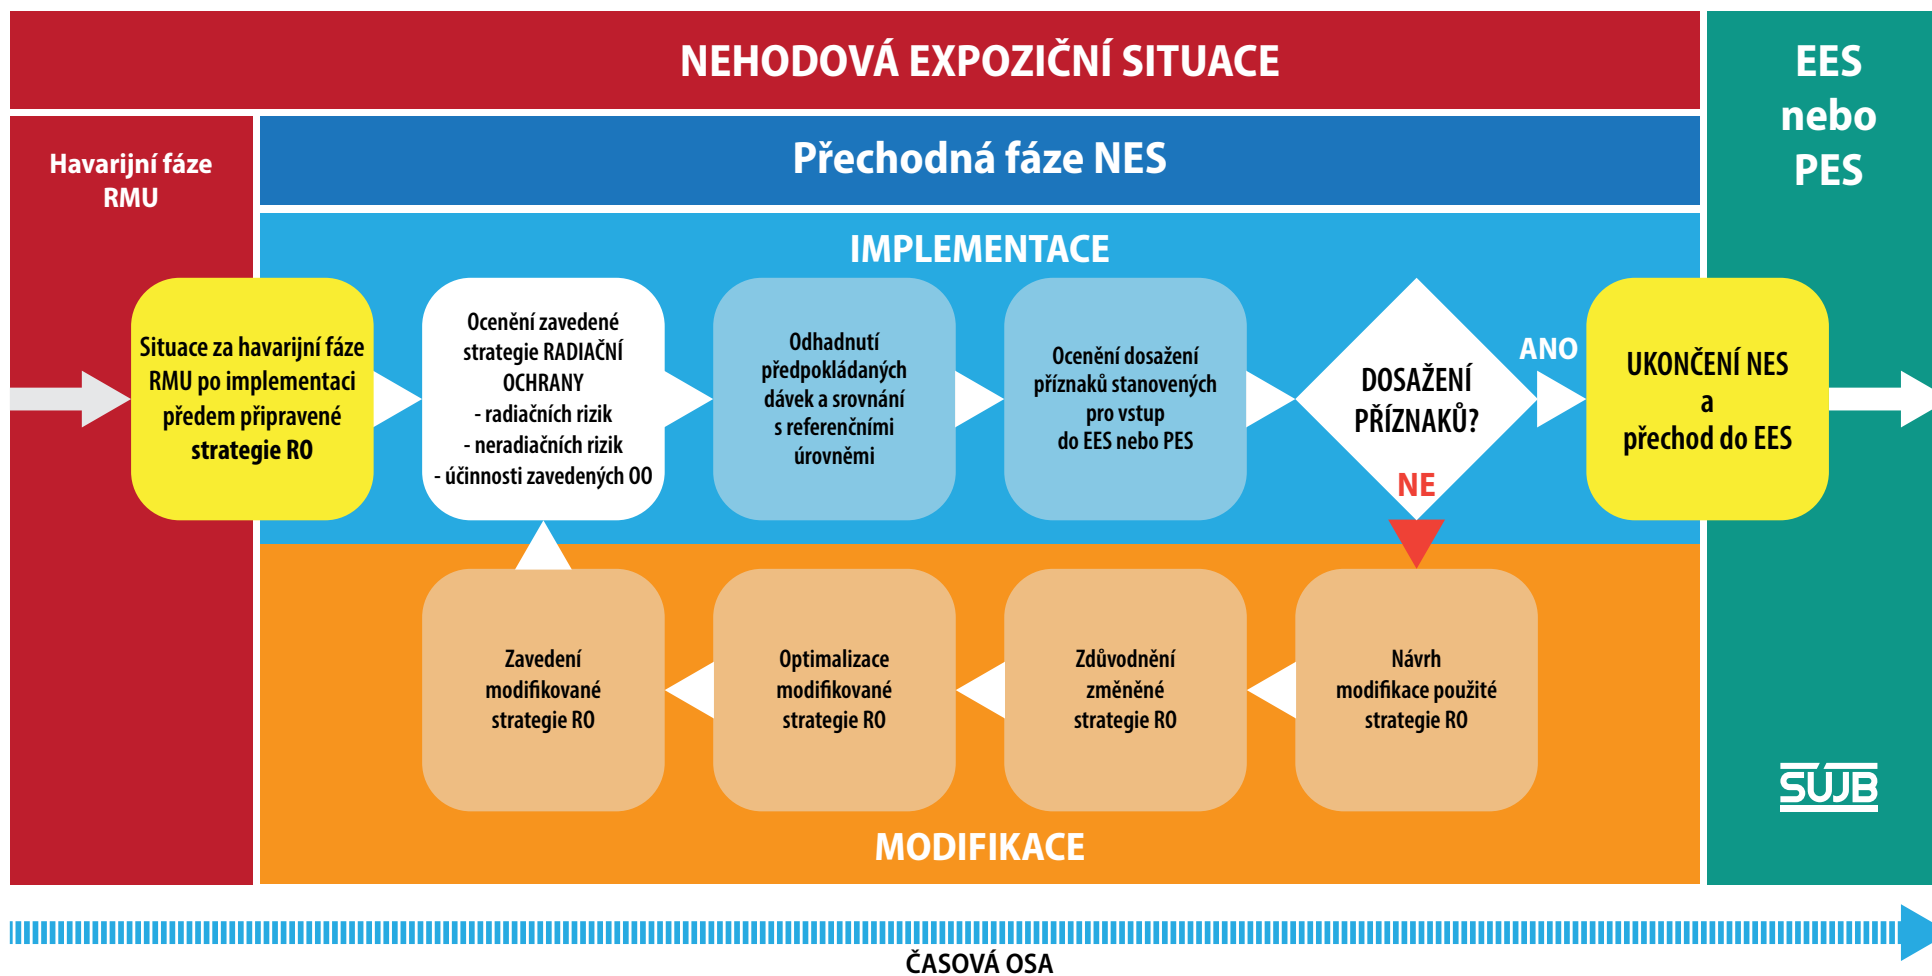 NEHODOVÁ EXPOZIČNÍ SITUACE
EES
nebo
PES
Havarijní fáze
RMU
Přechodná fáze NES
IMPLEMENTACE
Situace za havarijní fáze
RMU po implementaci
předem připravené
strategie RO
Ocenění zavedené
strategie RADIAČNÍ
OCHRANY
- radiačních rizik
- neradiačních rizik
- účinnosti zavedených OO
Odhadnutí
předpokládaných
dávek a srovnání
s referenčními
úrovněmi
Ocenění dosažení
příznaků stanovených
pro vstup
do EES nebo PES
DOSAŽENÍ
PŘÍZNAKŮ?
ANO
NE
UKONČENÍ NES
a
přechod do EES
Zavedení
modifikované
strategie RO
Optimalizace
modifikované
strategie RO
Zdůvodnění
změněné
strategie RO
Návrh
modifikace použité
strategie RO
SÚJB
MODIFIKACE
ČASOVÁ OSA